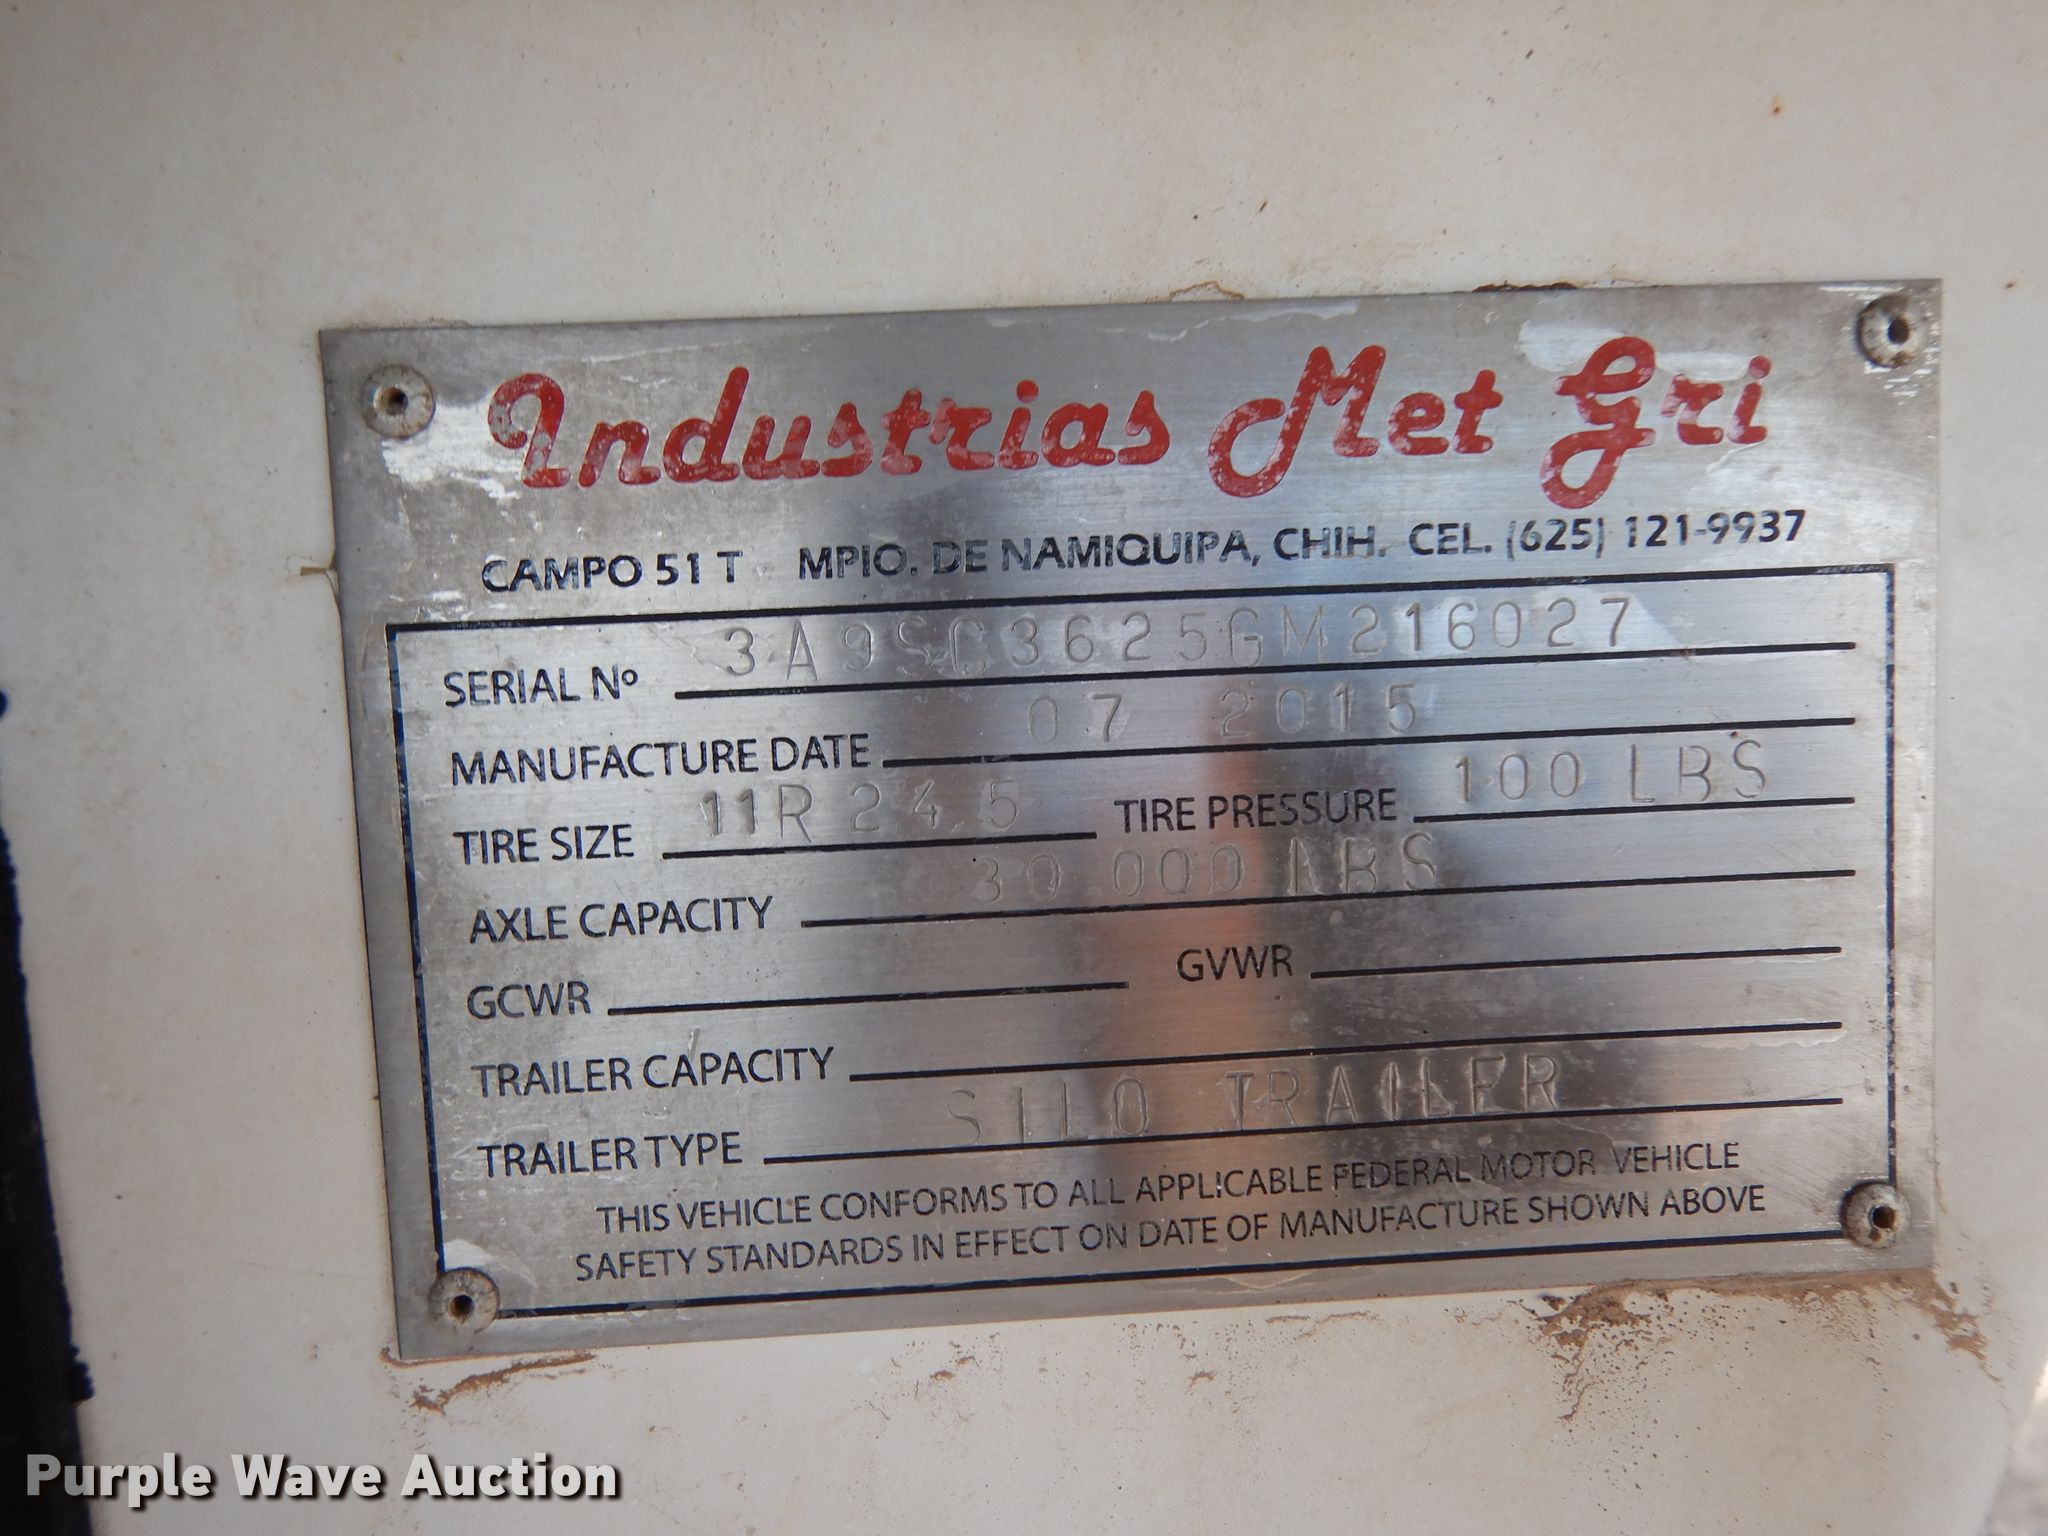 Industrias Met Gri
CAMPO 51 T MPIO. DE NAMIQUIPA, CHIH. CEL. (625) 121-9937
SERIAL Nº 3A9SC3625GM216027
MANUFACTURE DATE 07 2015
TIRE SIZE 11R 24.5 TIRE PRESSURE 100 LBS
AXLE CAPACITY 30.000 LBS
GCWR GVWR
TRAILER CAPACITY
TRAILER TYPE SILO TRAILER
THIS VEHICLE CONFORMS TO ALL APPLICABLE FEDERAL MOTOR VEHICLE
SAFETY STANDARDS IN EFFECT ON DATE OF MANUFACTURE SHOWN ABOVE
Purple Wave Auction